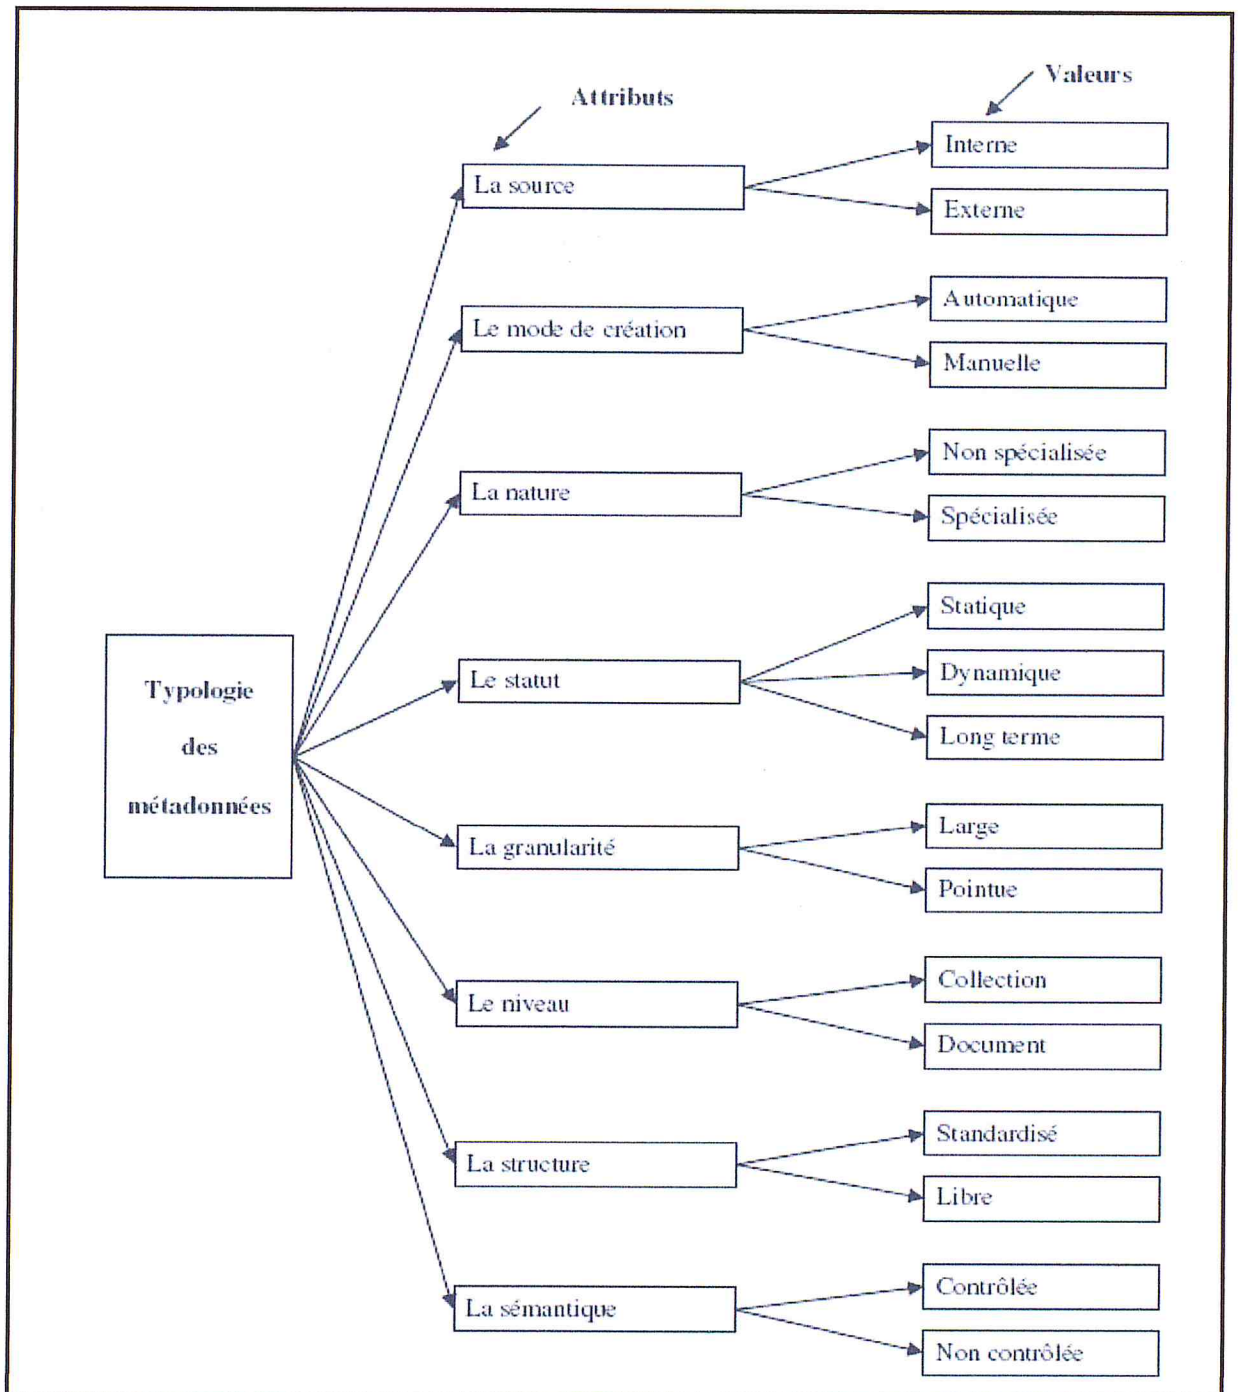 Valeurs
Attributs
La source
Interne
Externe
Le mode de création
Automatique
Manuelle
La nature
Non spécialisée
Spécialisée
Typologie
des
métadonnées
Le statut
Statique
Dynamique
Long terme
La granularité
Large
Pointue
Le niveau
Collection
Document
La structure
Standardisé
Libre
La sémantique
Contrôlée
Non contrôlée